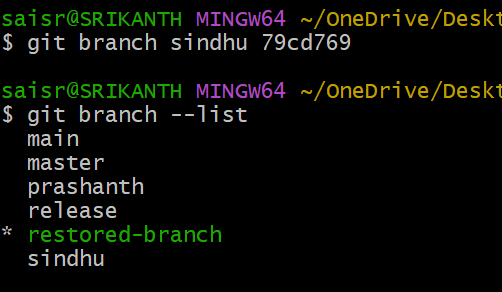 saisr@SRIKANTH MINGW64 ~/OneDrive/Deskt
$ git branch sindhu 79cd769
saisr@SRIKANTH MINGW64 ~/OneDrive/Deskt
$ git branch --list
main
master
prashanth
release
* restored-branch
sindhu